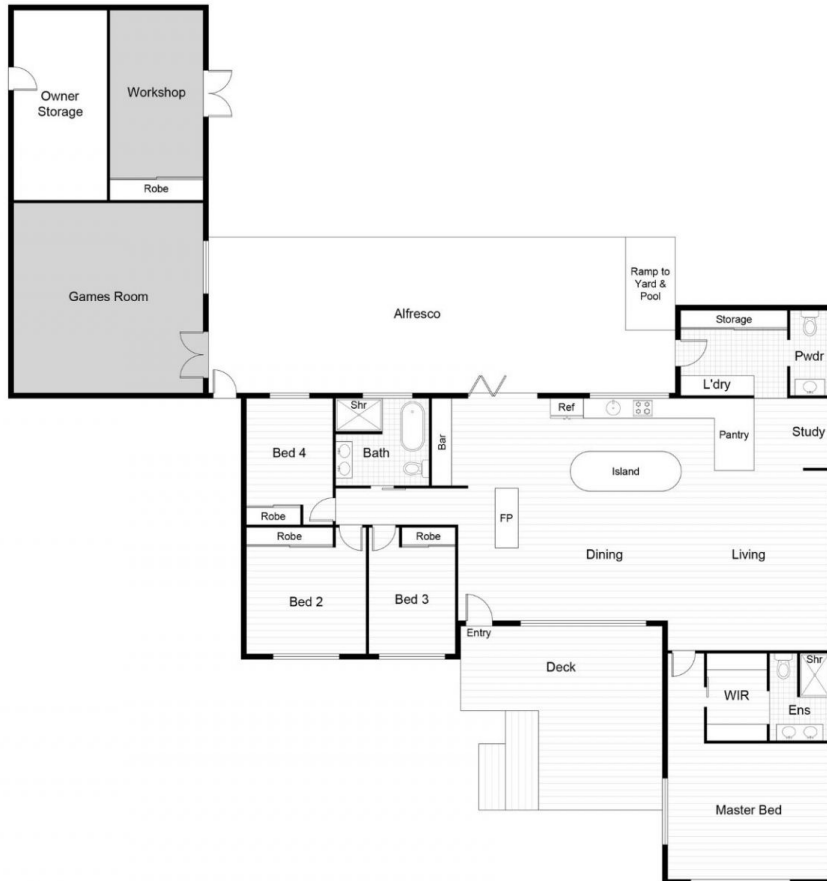 Owner
Storage
Workshop
Robe
Games Room
Alfresco
Ramp to
Yard &
Pool
Storage
Pwdr
L'dry
Shr
Ref
Bed 4
Bath
Bar
Pantry
Study
Island
Robe
FP
Robe
Robe
Dining
Living
Bed 2
Bed 3
Entry
Deck
Shr
WIR
Ens
Master Bed